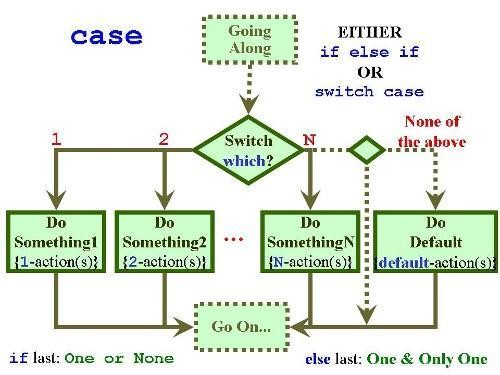 case
Going
Along
EITHER
if else if
OR
switch case
None of
the above
1
2
N
Switch
which?
Do
Something1
{1-action(s)}
Do
Something2
{2-action(s)}
...
Do
SomethingN
{N-action(s)}
Do
Default
{default-action(s)}
Go On...
if last: One or None
else last: One & Only One